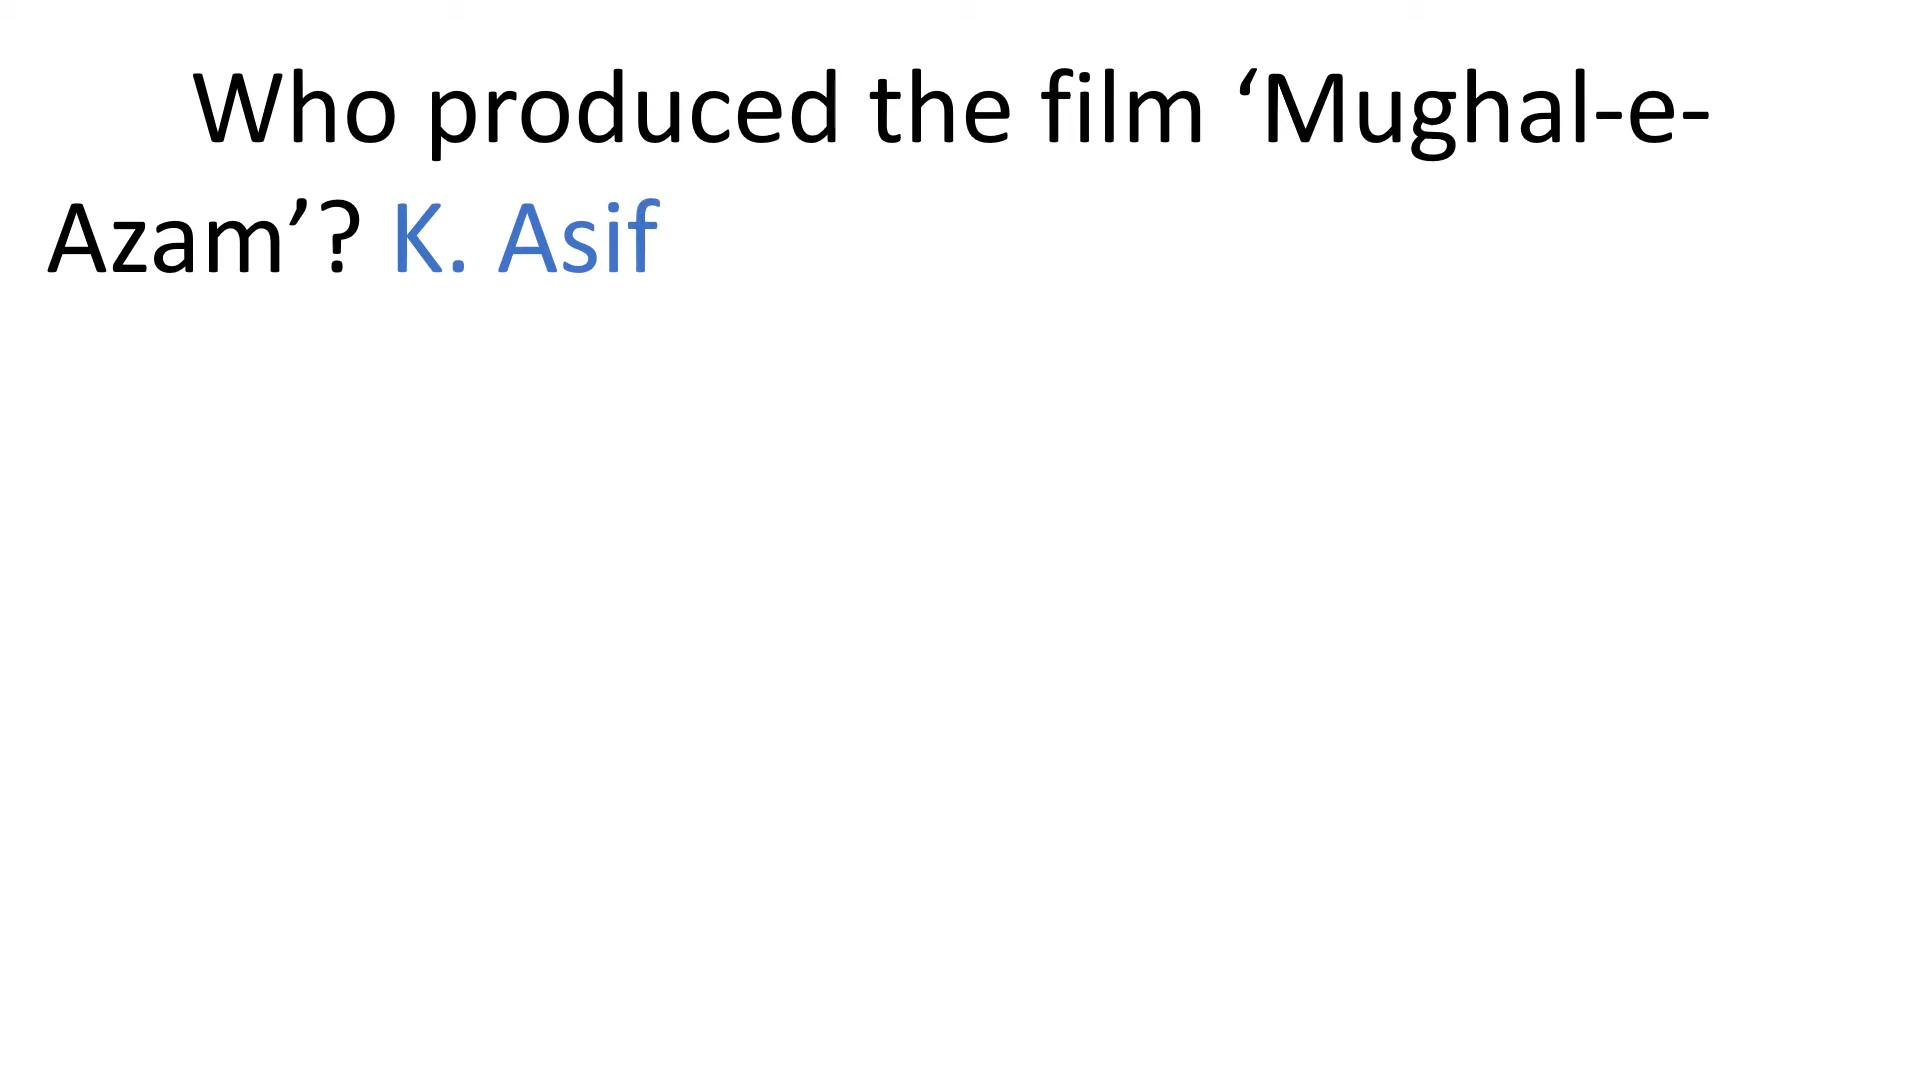 Who produced the film ‘Mughal-e-
Azam’? K. Asif